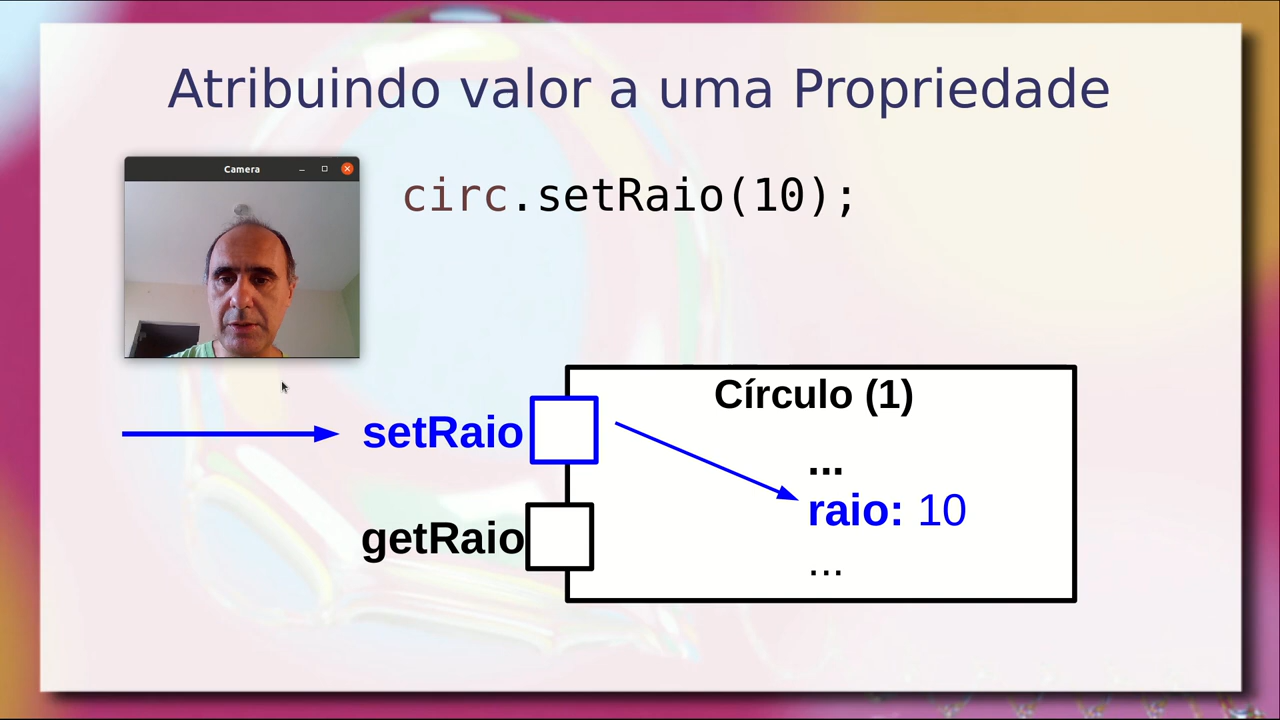 Atribuindo valor a uma Propriedade
Camera
circ.setRaio(10);
Círculo (1)
setRaio
...
raio: 10
getRaio
...